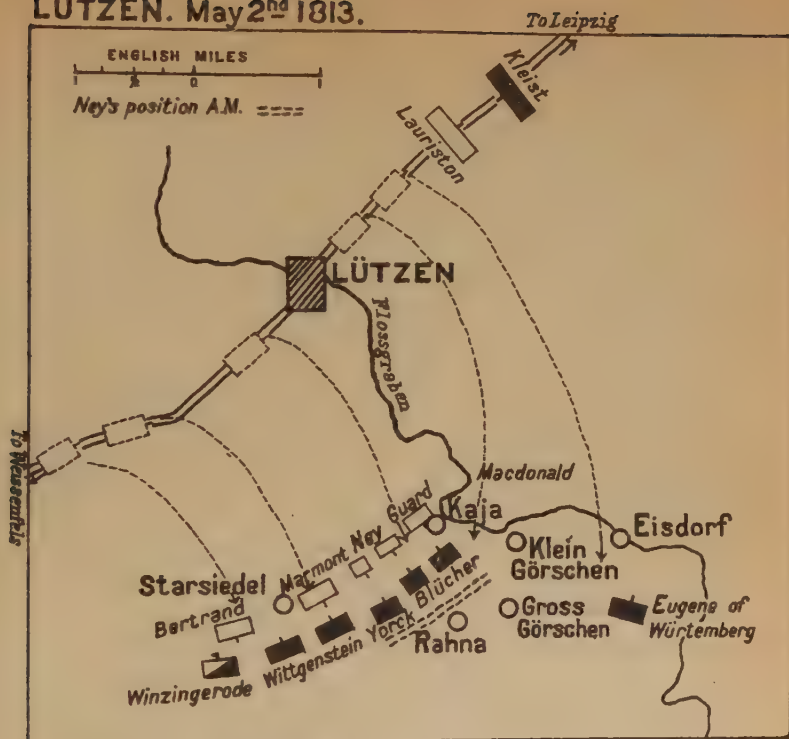 LÜTZEN. May 2nd 1813.
To Leipzig
ENGLISH MILES
1 ½ 0 1
Ney's position A.M.
Kleist
Lauriston
LÜTZEN
Flossgraben
To Weissenfels
Macdonald
Guard
Kaja
Ney
Marmont
Starsiedel
Bertrand
Klein
Görschen
Eisdorf
Blücher
Yorck
Wittgenstein
Winzingerode
Rahna
Gross
Görschen
Eugene of
Würtemberg